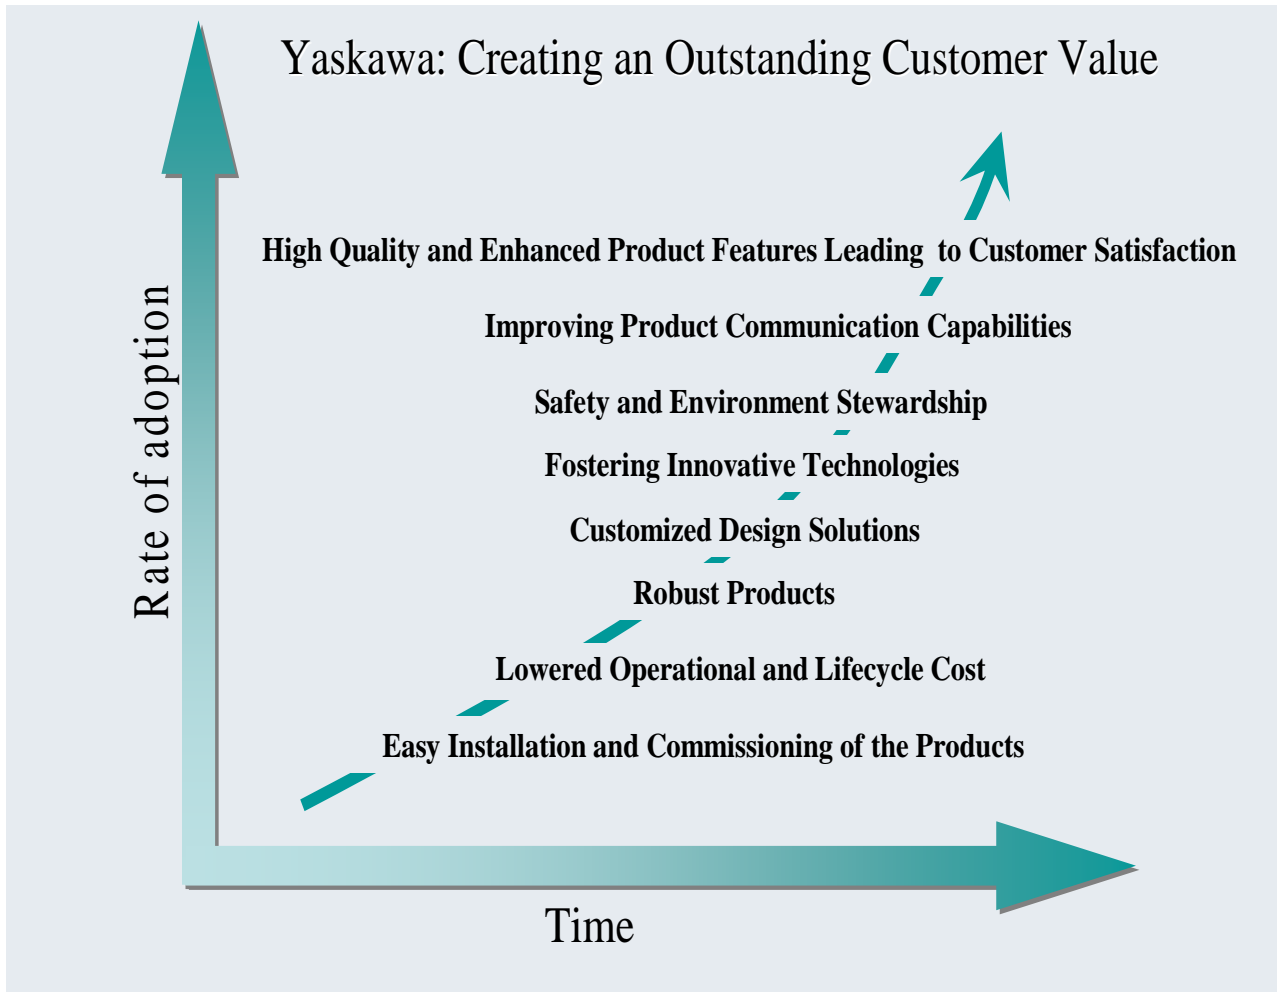 Yaskawa: Creating an Outstanding Customer Value
High Quality and Enhanced Product Features Leading  to Customer Satisfaction
Improving Product Communication Capabilities
Safety and Environment Stewardship
Fostering Innovative Technologies
Customized Design Solutions
Robust Products
Lowered Operational and Lifecycle Cost
Easy Installation and Commissioning of the Products
Rate of adoption
Time